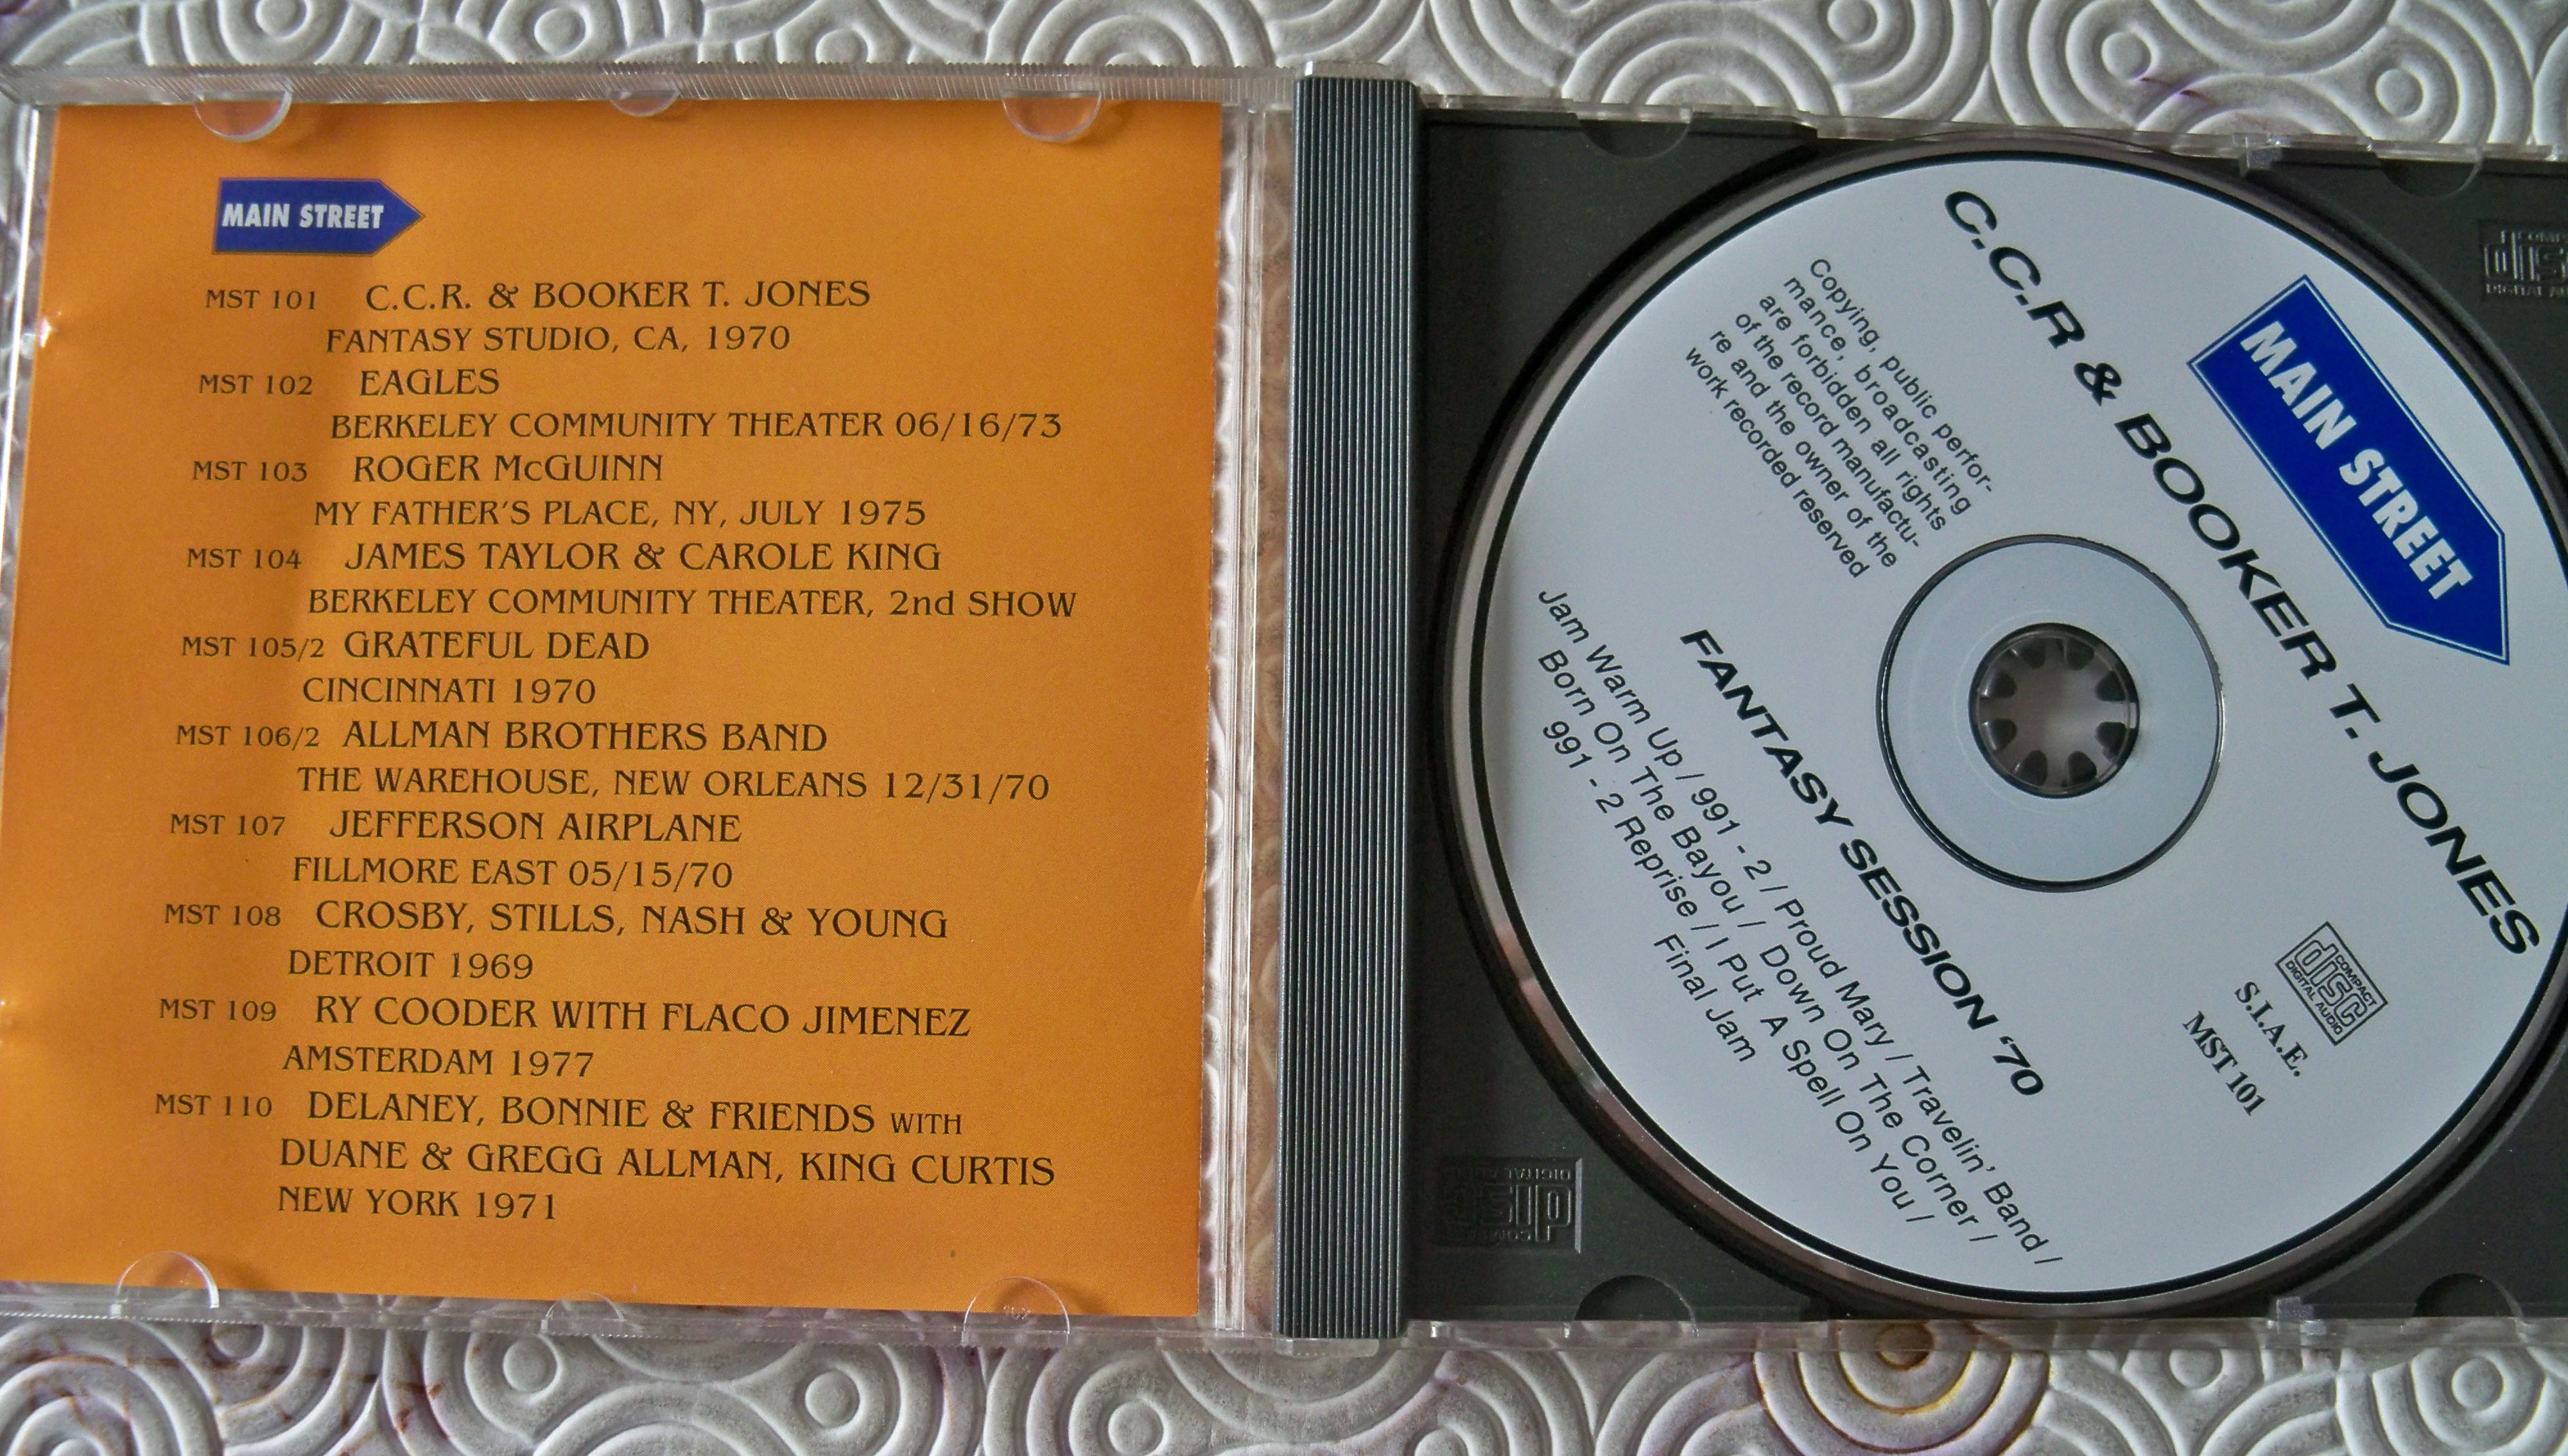 MAIN STREET
MST 101 C.C.R. & BOOKER T. JONES
FANTASY STUDIO, CA, 1970
MST 102 EAGLES
BERKELEY COMMUNITY THEATER 06/16/73
MST 103 ROGER McGUINN
MY FATHER'S PLACE, NY, JULY 1975
MST 104 JAMES TAYLOR & CAROLE KING
BERKELEY COMMUNITY THEATER, 2nd SHOW
MST 105/2 GRATEFUL DEAD
CINCINNATI 1970
MST 106/2 ALLMAN BROTHERS BAND
THE WAREHOUSE, NEW ORLEANS 12/31/70
MST 107 JEFFERSON AIRPLANE
FILLMORE EAST 05/15/70
MST 108 CROSBY, STILLS, NASH & YOUNG
DETROIT 1969
MST 109 RY COODER WITH FLACO JIMENEZ
AMSTERDAM 1977
MST 110 DELANEY, BONNIE & FRIENDS WITH
DUANE & GREGG ALLMAN, KING CURTIS
NEW YORK 1971
MAIN STREET
C.C.R & BOOKER T. JONES
Copying, public perfor-
mance, broadcasting
are forbidden all rights
of the record manufactu-
re and the owner of the
work recorded reserved
COMPACT
disc
DIGITAL AUDIO
S.I.A.E.
MST 101
FANTASY SESSION '70
Jam Warm Up / 991 - 2 / Proud Mary / Travelin' Band /
Born On The Bayou / Down On The Corner /
991 - 2 Reprise / I Put A Spell On You /
Final Jam
disc
DIGITAL
disc
DIGITAL